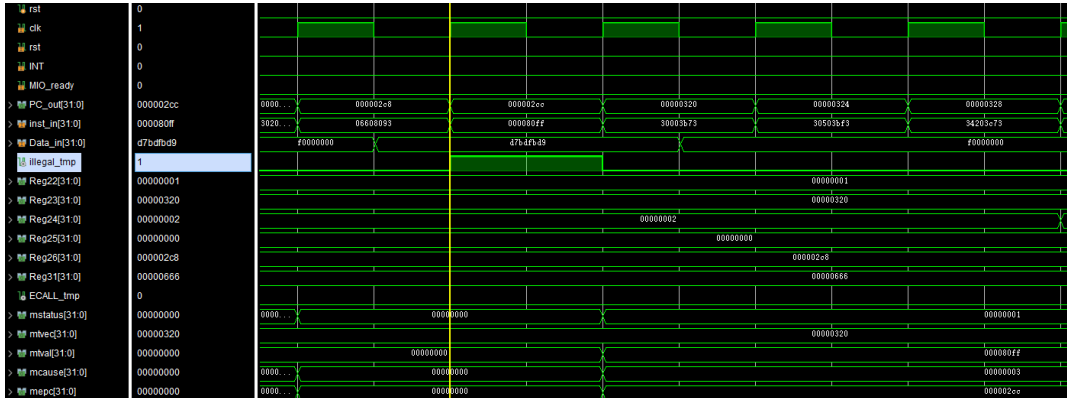 rst 0
clk 1
rst 0
INT 0
MIO_ready 0
PC_out[31:0] 000002cc 0000... 000002c8 000002cc 00000320 00000324 00000328
inst_in[31:0] 000080ff 3020... 06608093 000080ff 30003b73 30503bf3 34203c73
Data_in[31:0] d7bdfbd9 f0000000 d7bdfbd9 f0000000
illegal_tmp 1
Reg22[31:0] 00000001 00000001
Reg23[31:0] 00000320 00000320
Reg24[31:0] 00000002 00000002
Reg25[31:0] 00000000 00000000
Reg26[31:0] 000002c8 000002c8
Reg31[31:0] 00000666 00000666
ECALL_tmp 0
mstatus[31:0] 00000000 0000... 00000000 00000001
mtvec[31:0] 00000320 00000320
mtval[31:0] 00000000 00000000 000080ff
mcause[31:0] 00000000 0000... 00000000 00000003
mepc[31:0] 00000000 0000... 00000000 000002cc